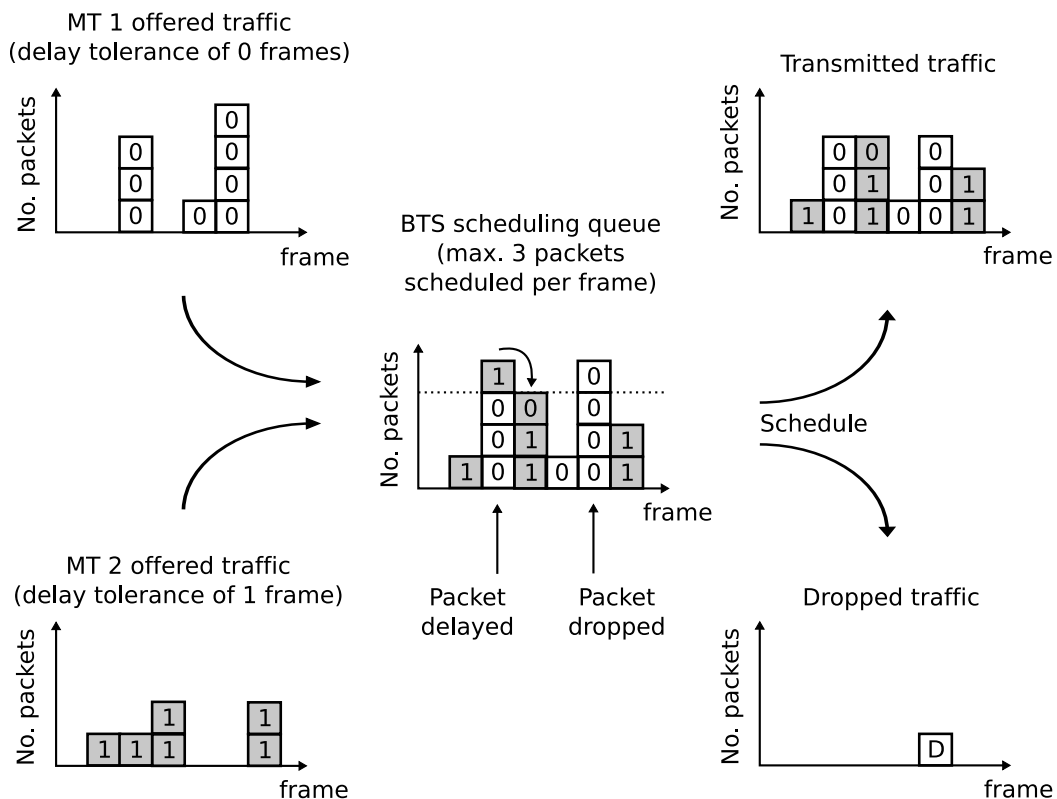 MT 1 offered traffic
(delay tolerance of 0 frames)
No. packets
0
0 0
0 0
0 0 0
frame
MT 2 offered traffic
(delay tolerance of 1 frame)
No. packets
1 1
1 1 1 1
frame
BTS scheduling queue
(max. 3 packets
scheduled per frame)
No. packets
1 0
0 0 0
0 1 0 1
1 0 1 0 0 1
frame
Packet
delayed
Packet
dropped
Schedule
Transmitted traffic
No. packets
0 0 0
0 1 0 1
1 0 1 0 0 1
frame
Dropped traffic
No. packets
D
frame